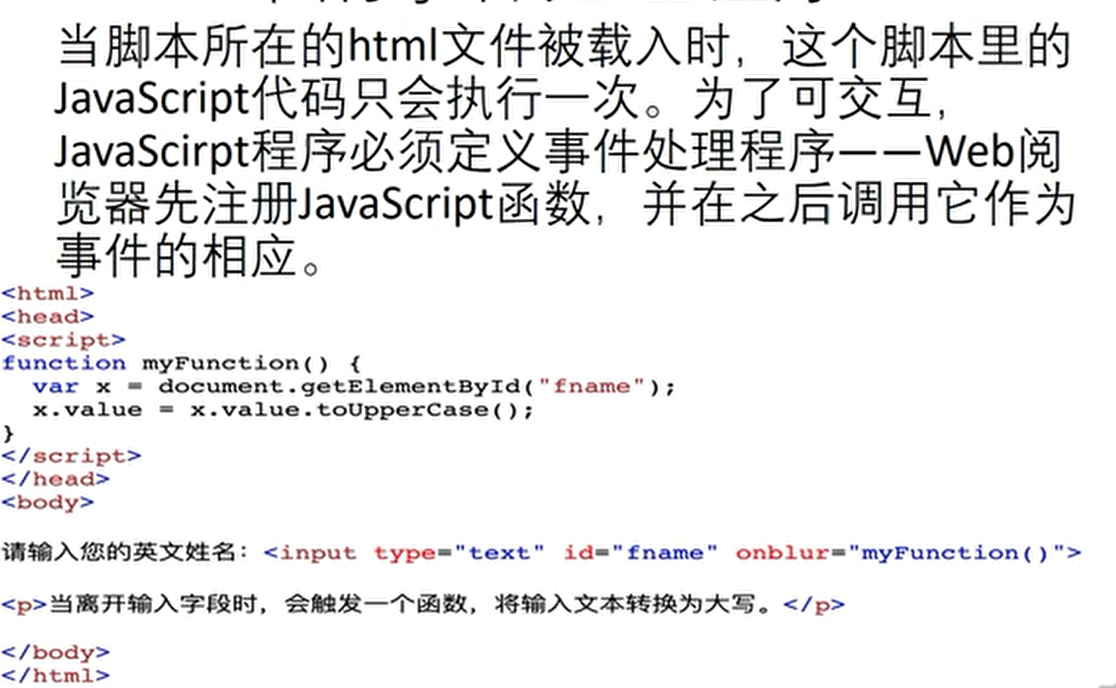 当脚本所在的html文件被载入时，这个脚本里的
JavaScript代码只会执行一次。为了可交互，
JavaScirpt程序必须定义事件处理程序——Web阅
览器先注册JavaScript函数，并在之后调用它作为
事件的相应。
<html>
<head>
<script>
function myFunction() {
  var x = document.getElementById("fname");
  x.value = x.value.toUpperCase();
}
</script>
</head>
<body>
请输入您的英文姓名：<input type="text" id="fname" onblur="myFunction()">
<p>当离开输入字段时，会触发一个函数，将输入文本转换为大写。</p>
</body>
</html>